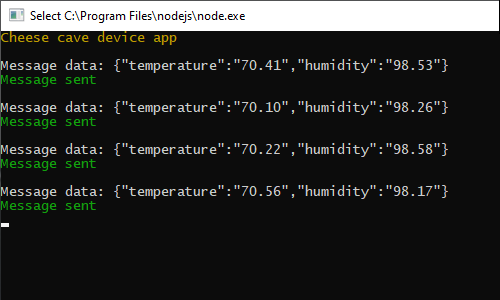 Select C:\Program Files\nodejs\node.exe
Cheese cave device app
Message data: {"temperature":"70.41","humidity":"98.53"}
Message sent
Message data: {"temperature":"70.10","humidity":"98.26"}
Message sent
Message data: {"temperature":"70.22","humidity":"98.58"}
Message sent
Message data: {"temperature":"70.56","humidity":"98.17"}
Message sent